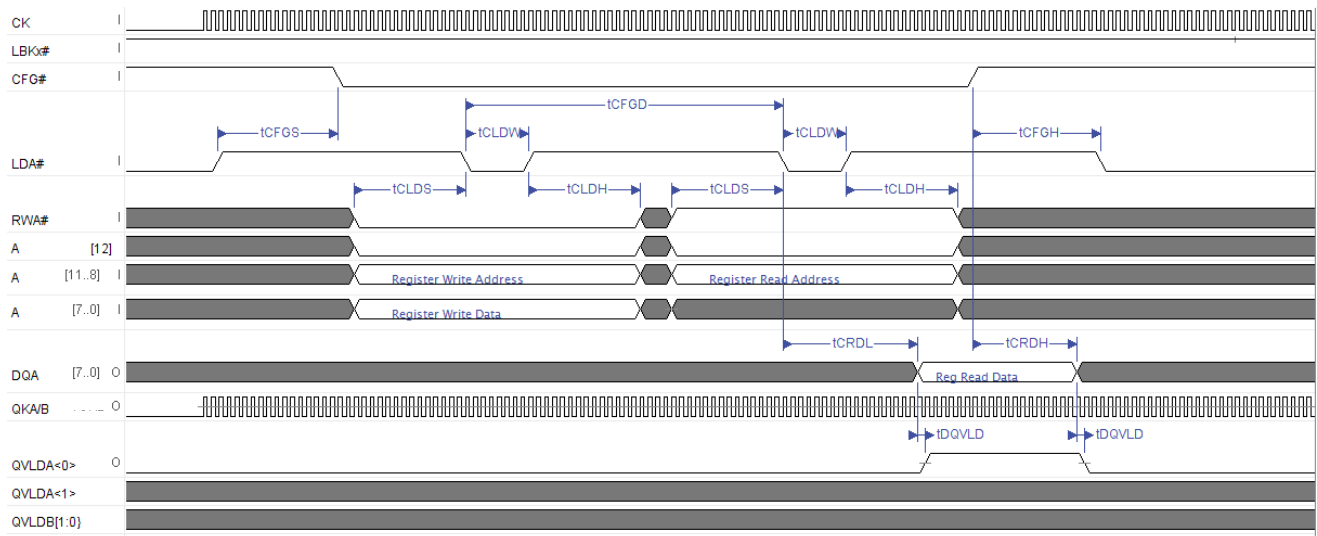 CK I
LBKx# I
CFG# I
tCFGD
tCFGS tCLDW tCLDW tCFGH
LDA# I
tCLDS tCLDH tCLDS tCLDH
RWA# I
A [12]
A [11..8] I Register Write Address Register Read Address
A [7..0] I Register Write Data
tCRDL tCRDH
DQA [7..0] O Reg Read Data
QKA/B O
tDQVLD tDQVLD
QVLDA<0> O
QVLDA<1>
QVLDB[1:0}